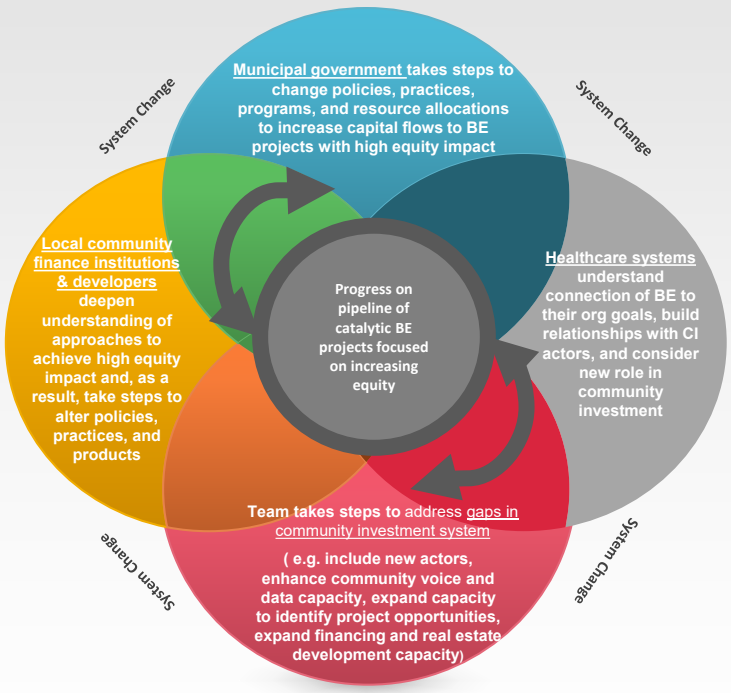 System Change
System Change
Municipal government takes steps to
change policies, practices,
programs, and resource allocations
to increase capital flows to BE
projects with high equity impact
Local community
finance institutions
& developers
deepen
understanding of
approaches to
achieve high equity
impact and, as a
result, take steps to
alter policies,
practices, and
products
Progress on
pipeline of
catalytic BE
projects focused
on increasing
equity
Healthcare systems
understand
connection of BE to
their org goals, build
relationships with CI
actors, and consider
new role in
community
investment
Team takes steps to address gaps in
community investment system
( e.g. include new actors,
enhance community voice and
data capacity, expand capacity
to identify project opportunities,
expand financing and real estate
development capacity)
System Change
System Change